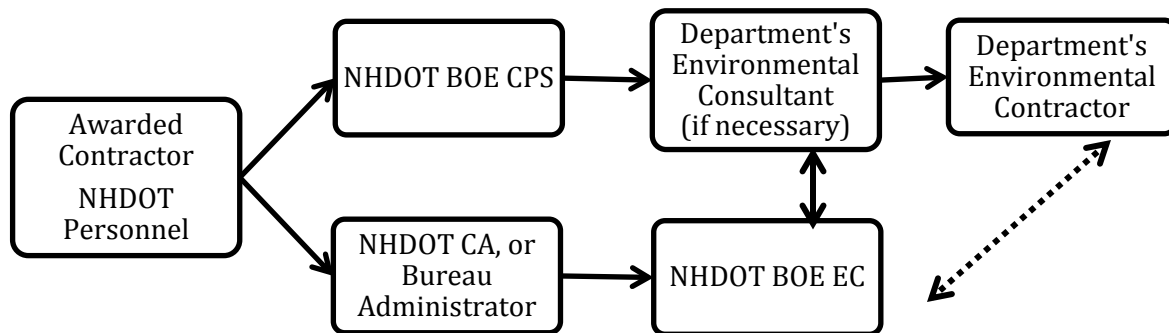 Awarded
Contractor
NHDOT
Personnel
NHDOT BOE CPS
Department's
Environmental
Consultant
(if necessary)
Department's
Environmental
Contractor
NHDOT CA, or
Bureau
Administrator
NHDOT BOE EC